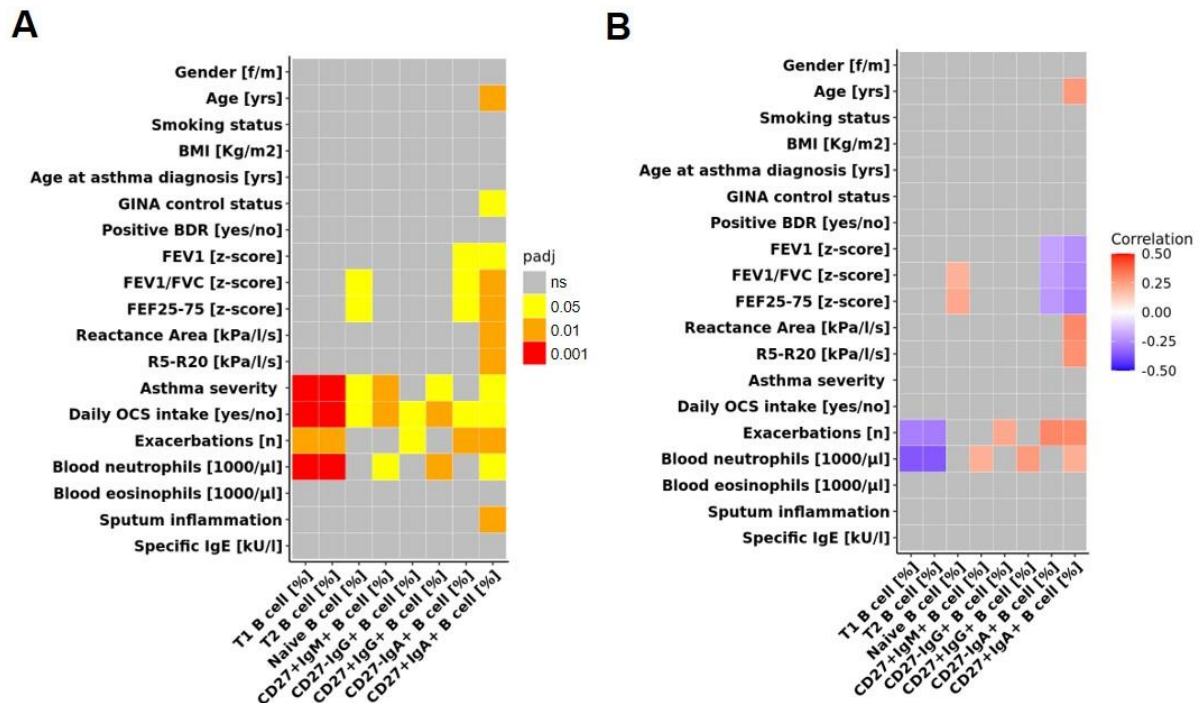 A
Gender [f/m]
Age [yrs]
Smoking status
BMI [Kg/m2]
Age at asthma diagnosis [yrs]
GINA control status
Positive BDR [yes/no]
FEV1 [z-score]
FEV1/FVC [z-score]
FEF25-75 [z-score]
Reactance Area [kPa/l/s]
R5-R20 [kPa/l/s]
Asthma severity
Daily OCS intake [yes/no]
Exacerbations [n]
Blood neutrophils [1000/µl]
Blood eosinophils [1000/µl]
Sputum inflammation
Specific IgE [kU/l]
T1 B cell [%]
T2 B cell [%]
Naive B cell [%]
CD27+IgM+ B cell [%]
CD27-IgG+ B cell [%]
CD27+IgG+ B cell [%]
CD27-IgA+ B cell [%]
CD27+IgA+ B cell [%]
padj
ns
0.05
0.01
0.001
B
Gender [f/m]
Age [yrs]
Smoking status
BMI [Kg/m2]
Age at asthma diagnosis [yrs]
GINA control status
Positive BDR [yes/no]
FEV1 [z-score]
FEV1/FVC [z-score]
FEF25-75 [z-score]
Reactance Area [kPa/l/s]
R5-R20 [kPa/l/s]
Asthma severity
Daily OCS intake [yes/no]
Exacerbations [n]
Blood neutrophils [1000/µl]
Blood eosinophils [1000/µl]
Sputum inflammation
Specific IgE [kU/l]
T1 B cell [%]
T2 B cell [%]
Naive B cell [%]
CD27+IgM+ B cell [%]
CD27-IgG+ B cell [%]
CD27+IgG+ B cell [%]
CD27-IgA+ B cell [%]
CD27+IgA+ B cell [%]
Correlation
0.50
0.25
0.00
-0.25
-0.50